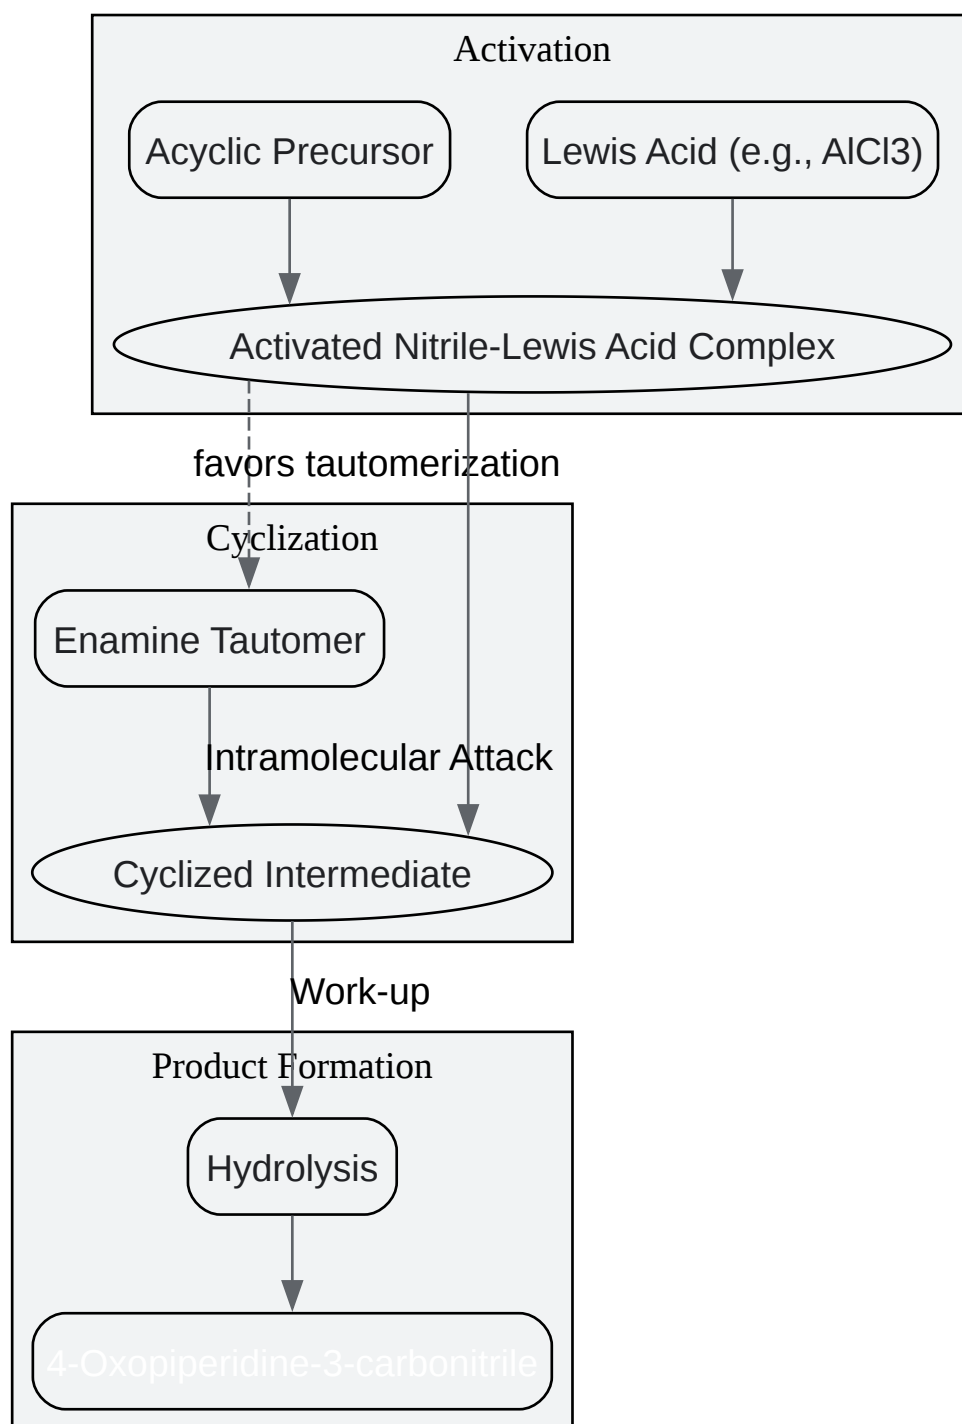 Activation
Acyclic Precursor
Lewis Acid (e.g., AlCl3)
Activated Nitrile-Lewis Acid Complex
favors tautomerization
Cyclization
Enamine Tautomer
Intramolecular Attack
Cyclized Intermediate
Work-up
Product Formation
Hydrolysis
4-Oxopiperidine-3-carbonitrile